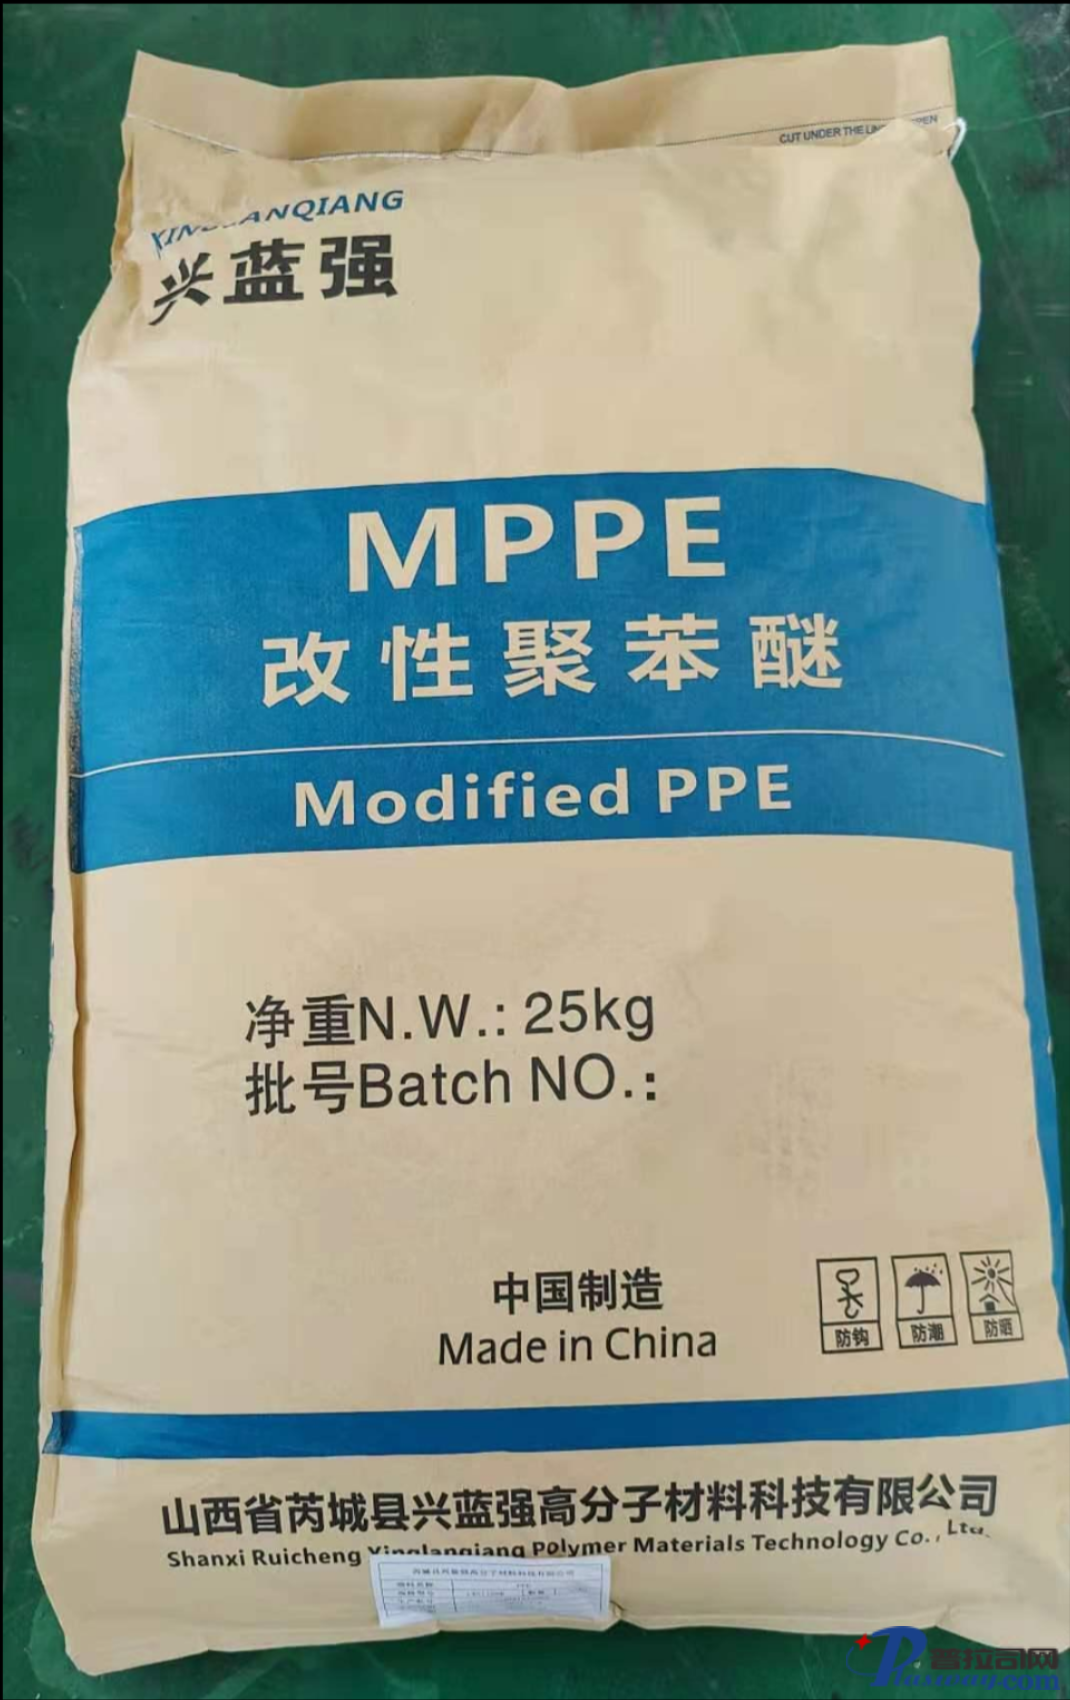 CUT UNDER THE
兴蓝强
MPPE
改性聚苯醚
Modified PPE
净重N.W.: 25kg
批号Batch NO.:
中国制造
Made in China
防钩 防潮 防晒
山西省芮城县兴蓝强高分子材料科技有限公司
Shanxi Ruicheng Xinglanqiang Polymer Materials Technology Co., Ltd.
普拉司网